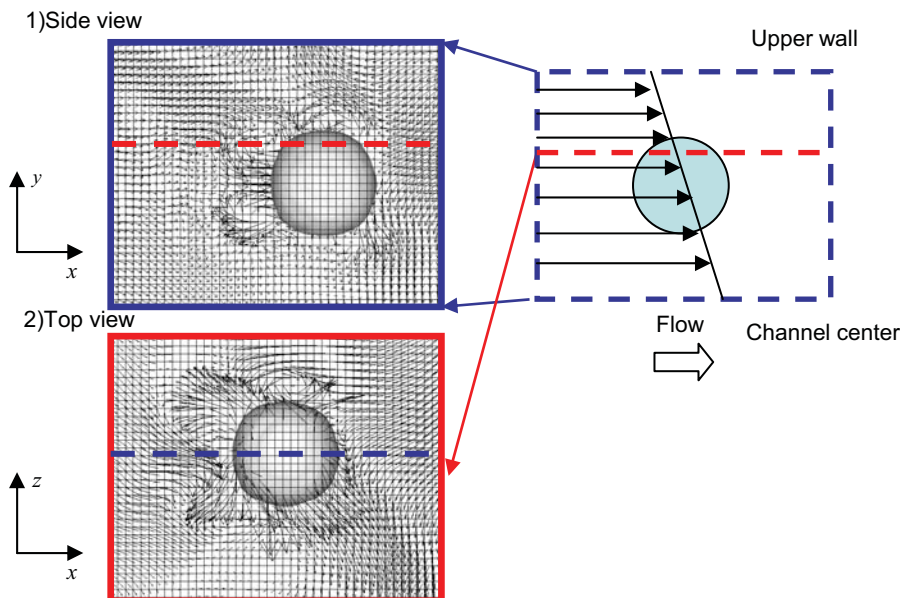 1)Side view
Upper wall
y
x
2)Top view
Flow
Channel center
z
x